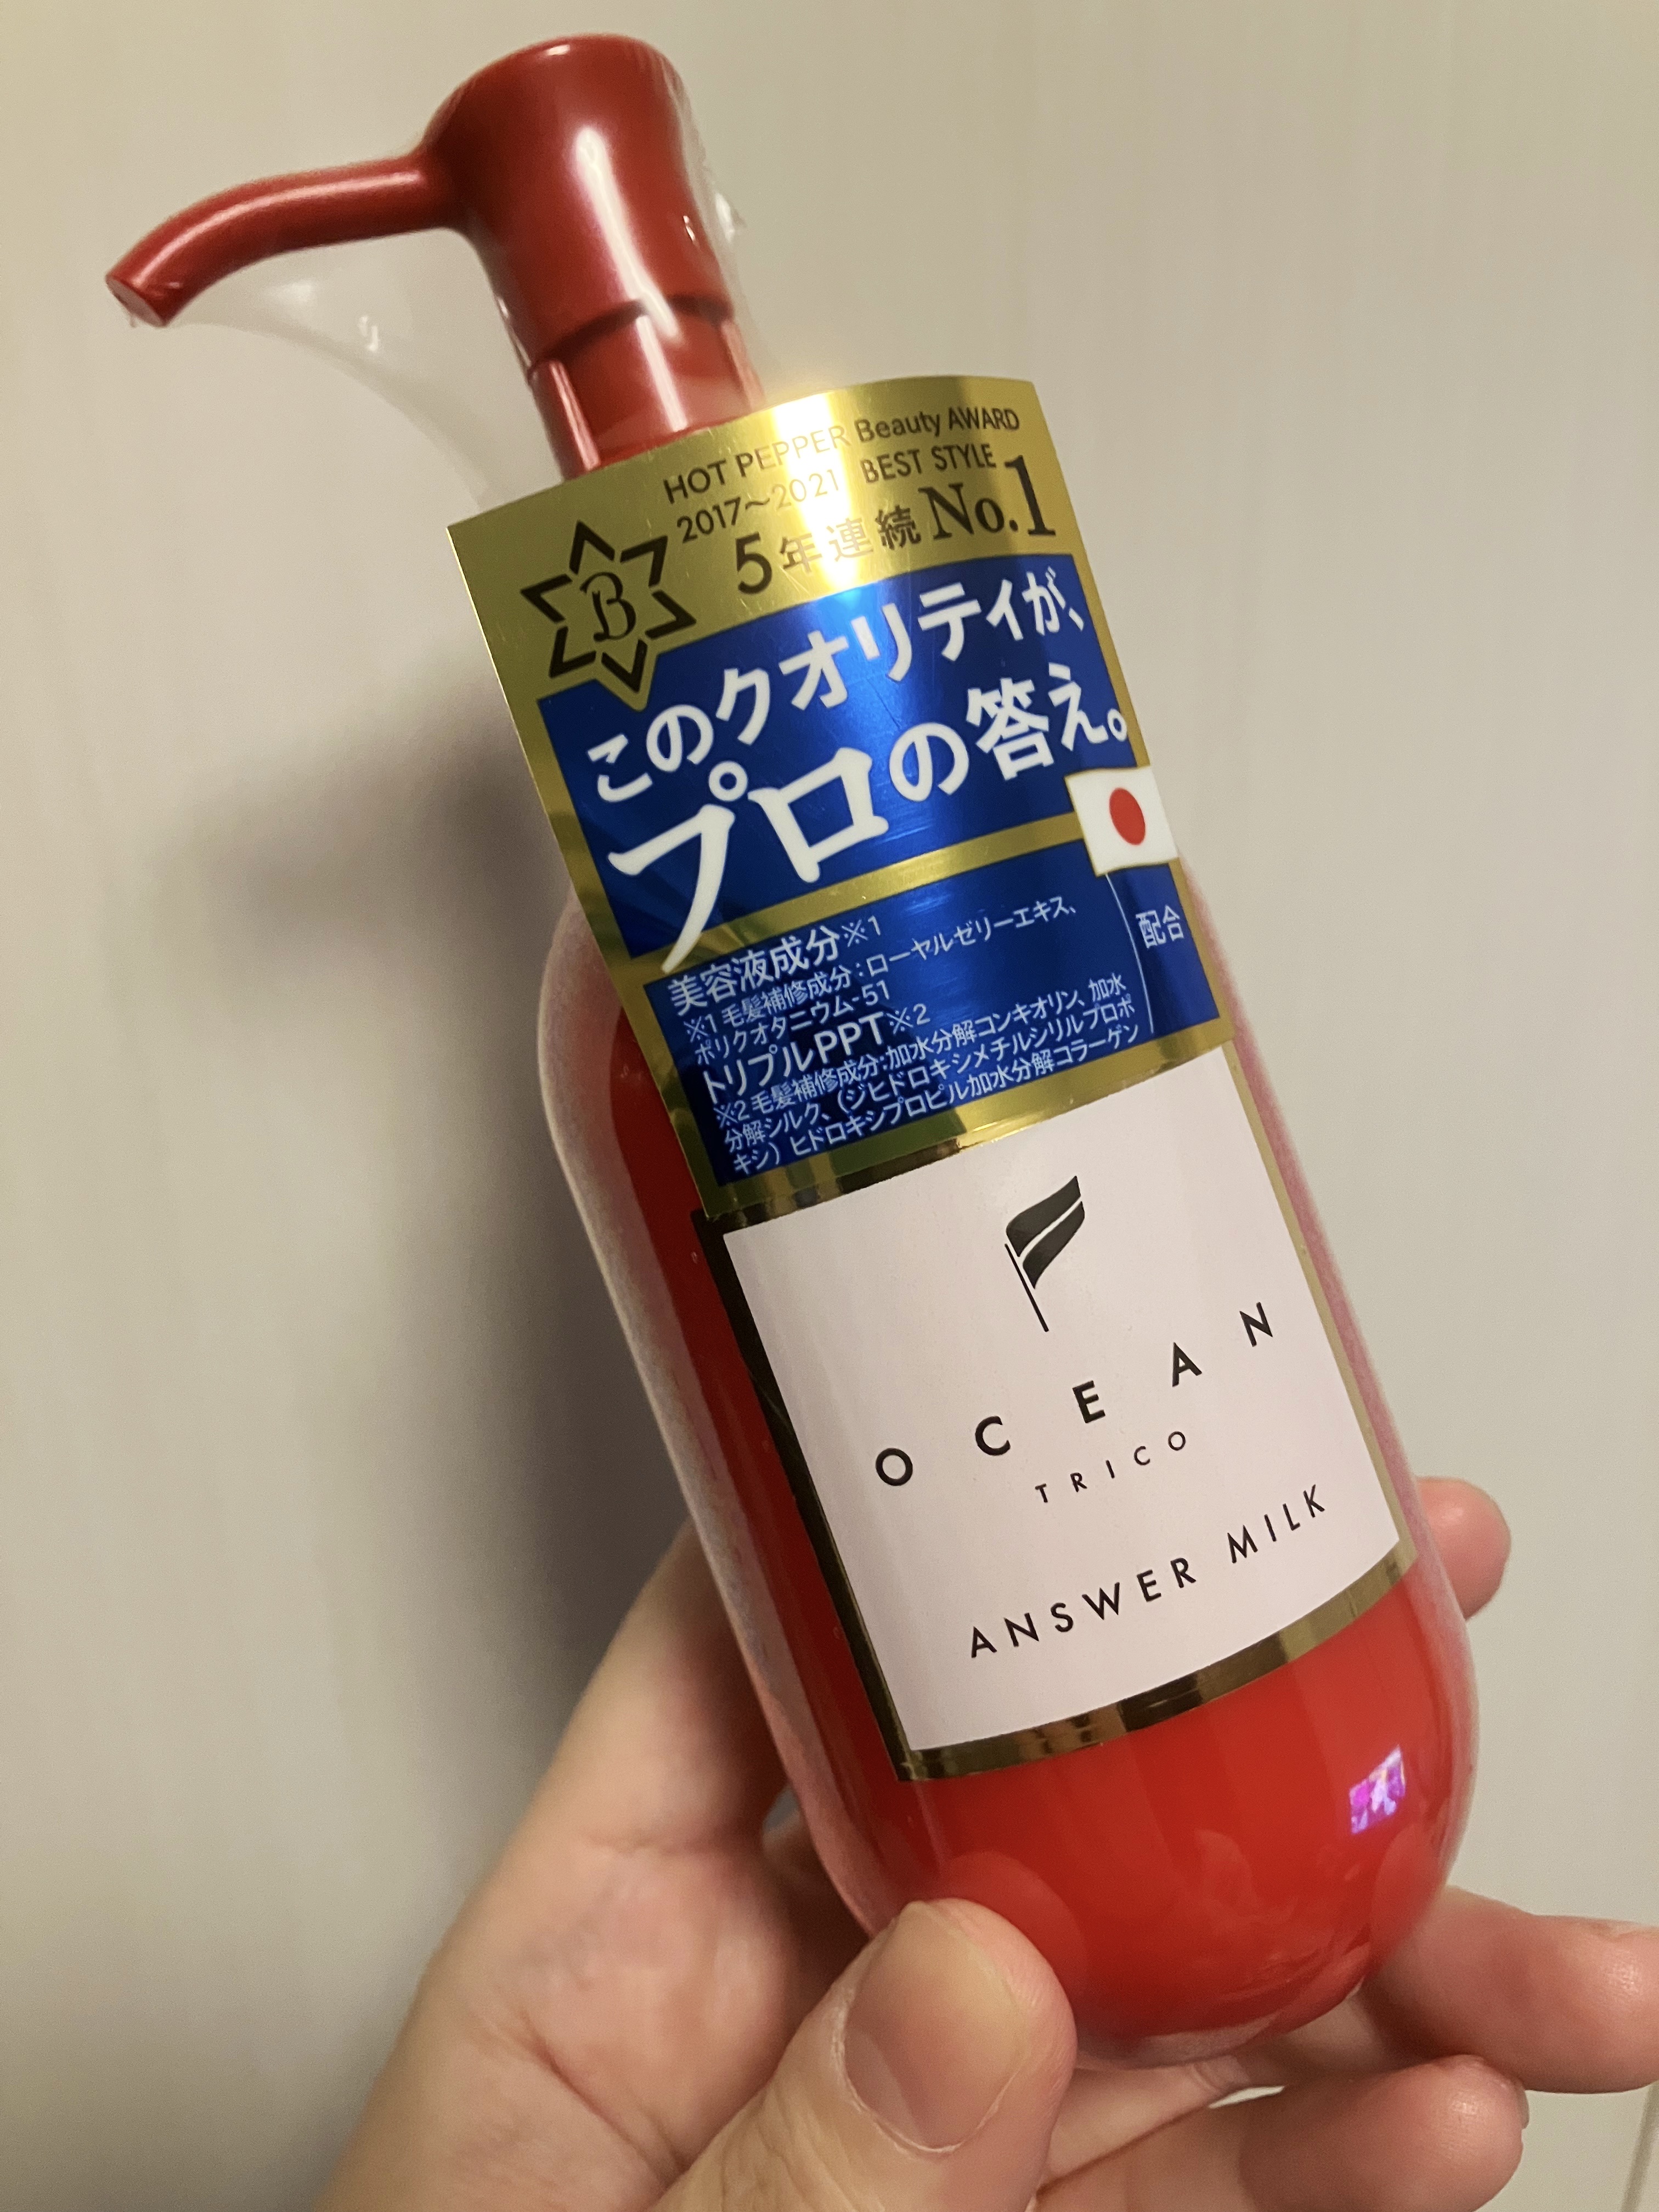 HOT PEPPER Beauty AWARD
2017～2021 BEST STYLE
5年連続 No.1
B
このクオリティが、
プロの答え。
美容液成分※1
※1 毛髪補修成分：ローヤルゼリーエキス、
ポリクオタニウム-51
トリプルPPT※2
※2 毛髪補修成分:加水分解コンキオリン、加水
分解シルク、(ジヒドロキシメチルシリルプロポ
キシ)ヒドロキシプロピル加水分解コラーゲン
配合
OCEAN
TRICO
ANSWER MILK